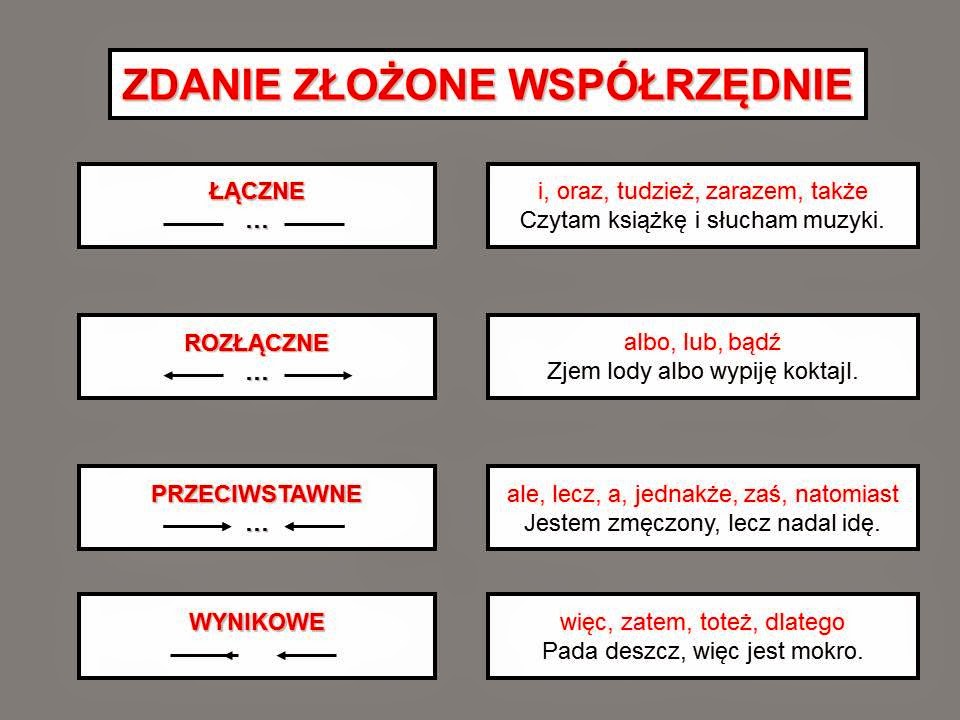 ZDANIE ZŁOŻONE WSPÓŁRZĘDNIE
ŁĄCZNE
...
i, oraz, tudzież, zarazem, także
Czytam książkę i słucham muzyki.
ROZŁĄCZNE
...
albo, lub, bądź
Zjem lody albo wypiję koktajl.
PRZECIWSTAWNE
...
ale, lecz, a, jednakże, zaś, natomiast
Jestem zmęczony, lecz nadal idę.
WYNIKOWE
więc, zatem, toteż, dlatego
Pada deszcz, więc jest mokro.